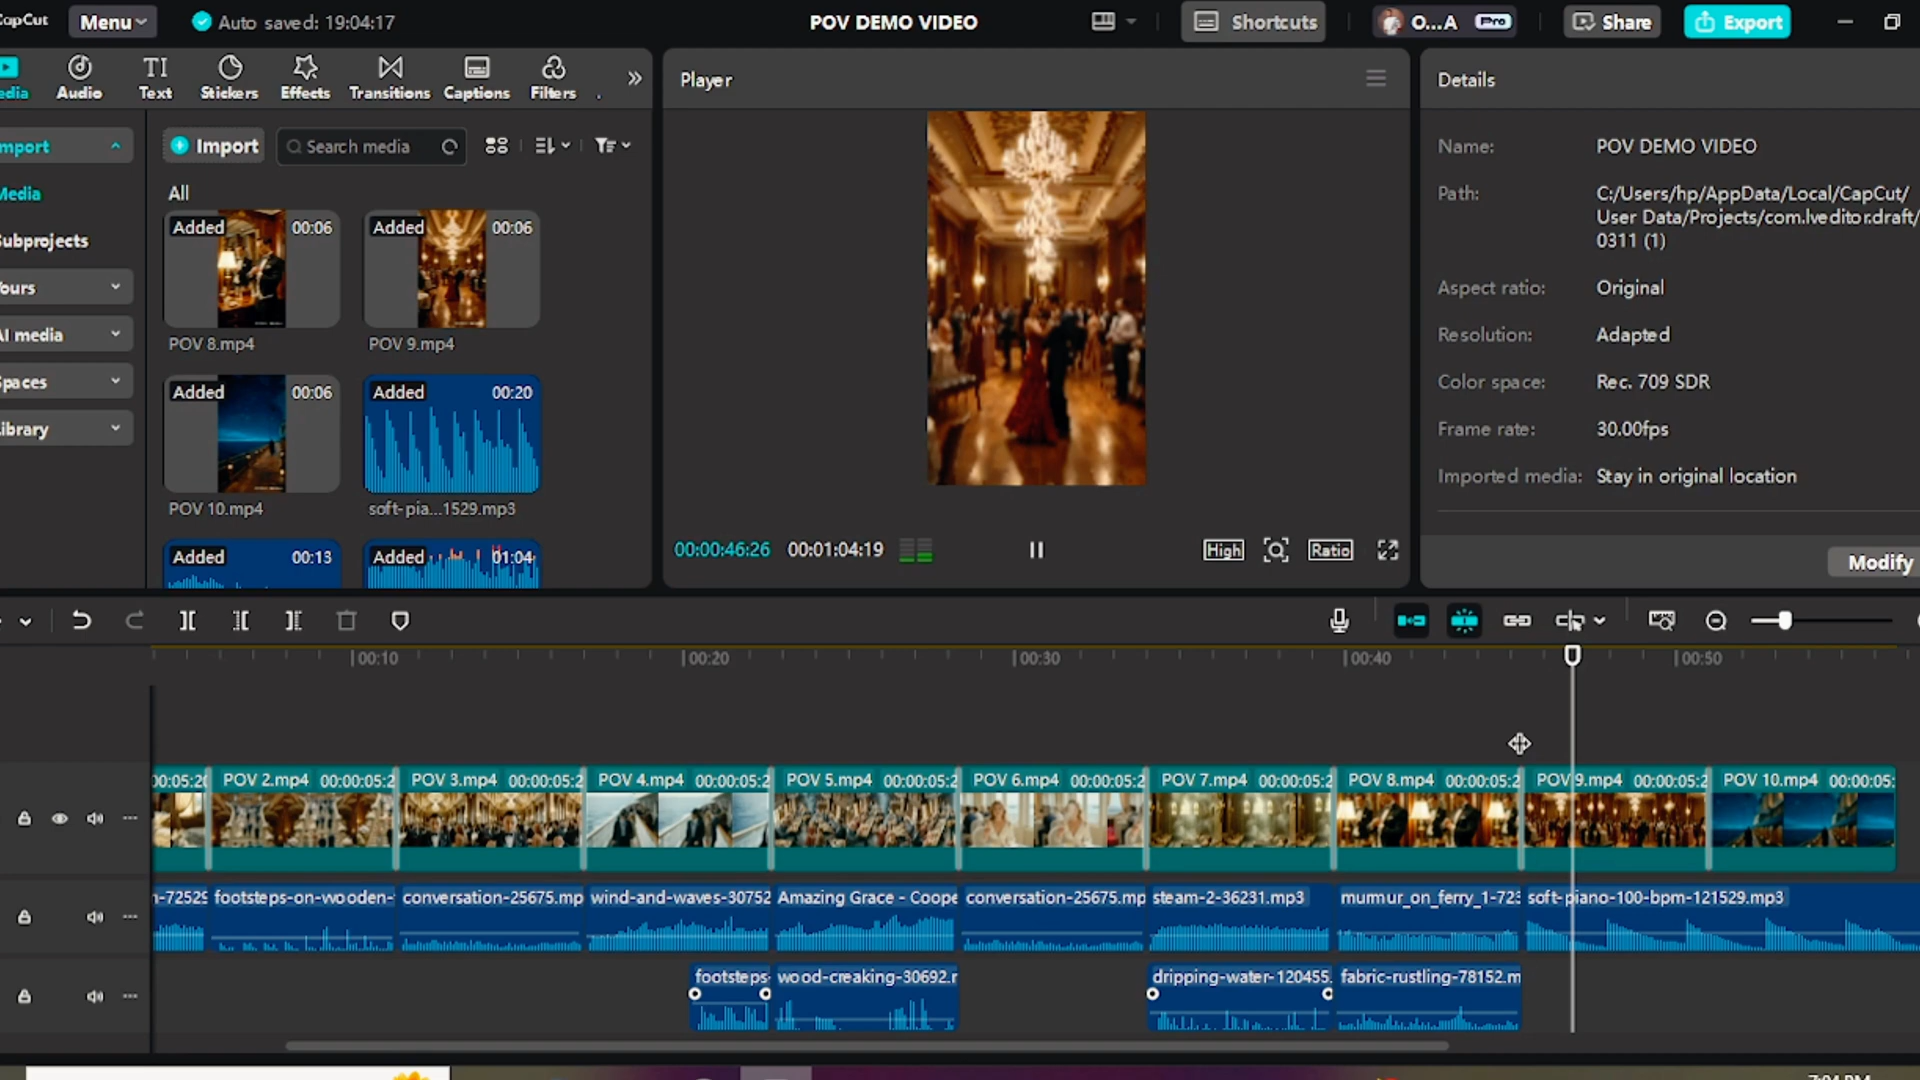 CapCut
Menu
Auto saved: 19:04:17
POV DEMO VIDEO
Shortcuts
O...A
Pro
Share
Export
edia
Audio
Text
Stickers
Effects
Transitions
Captions
Filters
Player
Details
mport
Import
Search media
Media
Subprojects
ours
AI media
paces
ibrary
All
Added 00:06
POV 8.mp4
Added 00:06
POV 9.mp4
Added 00:06
POV 10.mp4
Added 00:20
soft-pia...1529.mp3
Added 00:13
Added 01:04
00:00:46:26
00:01:04:19
High
Ratio
Name: POV DEMO VIDEO
Path: C:/Users/hp/AppData/Local/CapCut/
User Data/Projects/com.lveditor.draft/
0311 (1)
Aspect ratio: Original
Resolution: Adapted
Color space: Rec. 709 SDR
Frame rate: 30.00fps
Imported media: Stay in original location
Modify
00:10
00:20
00:30
00:40
00:50
00:05:2
POV 2.mp4 00:00:05:2
POV 3.mp4 00:00:05:2
POV 4.mp4 00:00:05:2
POV 5.mp4 00:00:05:2
POV 6.mp4 00:00:05:2
POV 7.mp4 00:00:05:2
POV 8.mp4 00:00:05:2
POV 9.mp4 00:00:05:2
POV 10.mp4 00:00:05:
-72529
footsteps-on-wooden-
conversation-25675.mp
wind-and-waves-30752
Amazing Grace - Coope
conversation-25675.mp
steam-2-36231.mp3
mumur_on_ferry_1-723
soft-piano-100-bpm-121529.mp3
footsteps-
wood-creaking-30692.
dripping-water-120455.
fabric-rustling-78152.m
7:04 PM